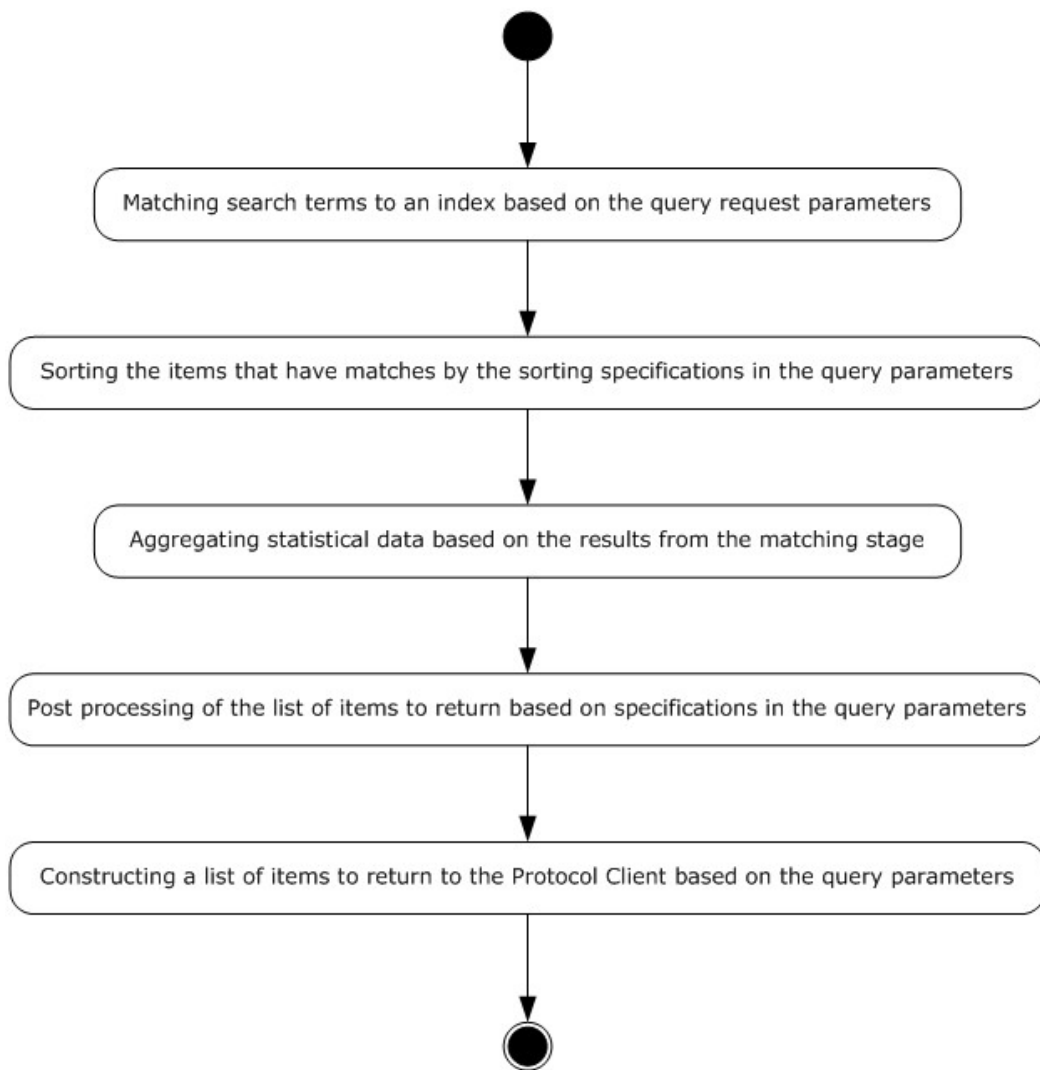 Matching search terms to an index based on the query request parameters
Sorting the items that have matches by the sorting specifications in the query parameters
Aggregating statistical data based on the results from the matching stage
Post processing of the list of items to return based on specifications in the query parameters
Constructing a list of items to return to the Protocol Client based on the query parameters